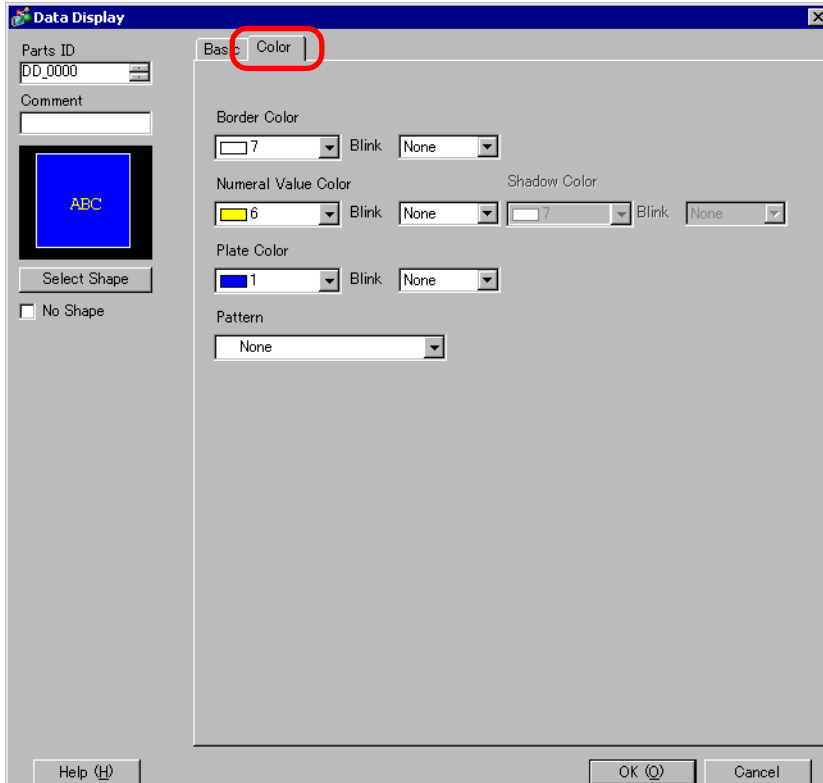 Data Display
Parts ID
DD_0000
Comment
ABC
Select Shape
No Shape
Basic Color
Border Color
7 Blink None
Numeral Value Color Shadow Color
6 Blink None 7 Blink None
Plate Color
1 Blink None
Pattern
None
Help (H) OK (O) Cancel